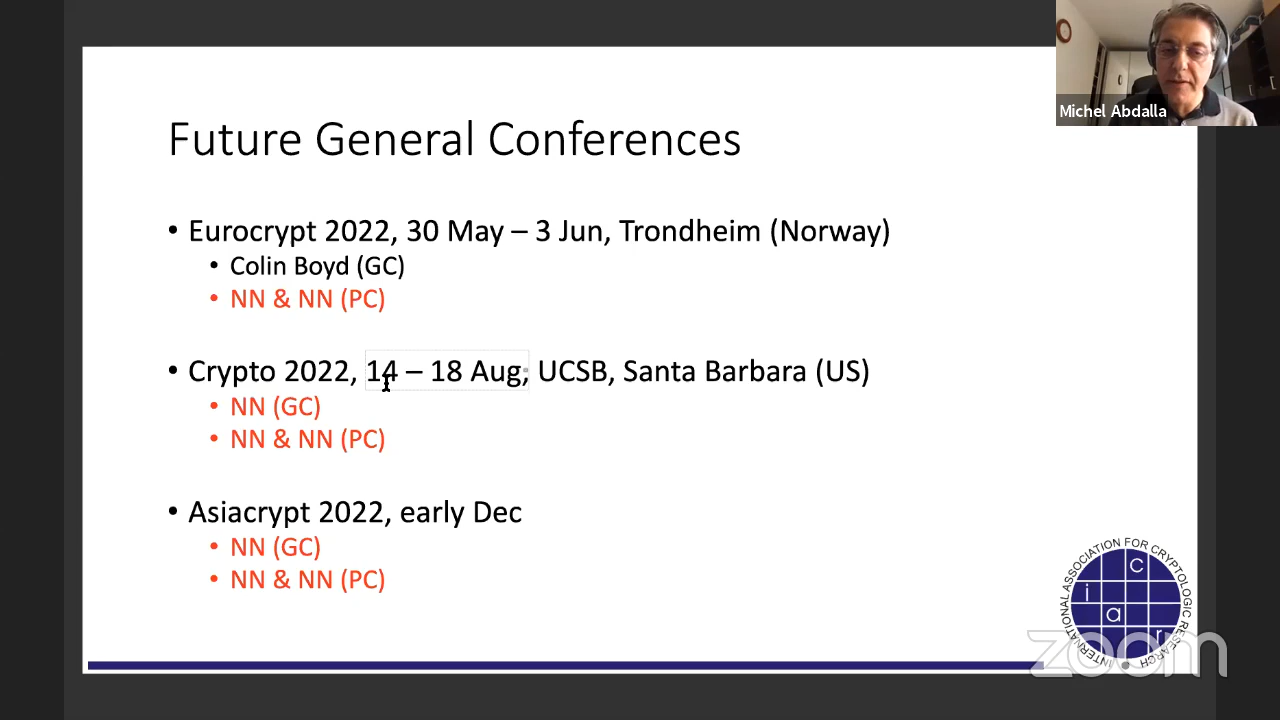 Michel Abdalla
Future General Conferences
• Eurocrypt 2022, 30 May – 3 Jun, Trondheim (Norway)
• Colin Boyd (GC)
• NN & NN (PC)
• Crypto 2022, 14 – 18 Aug, UCSB, Santa Barbara (US)
• NN (GC)
• NN & NN (PC)
• Asiacrypt 2022, early Dec
• NN (GC)
• NN & NN (PC)
INTERNATIONAL ASSOCIATION FOR CRYPTOLOGIC RESEARCH
C
i
a
r
zoom